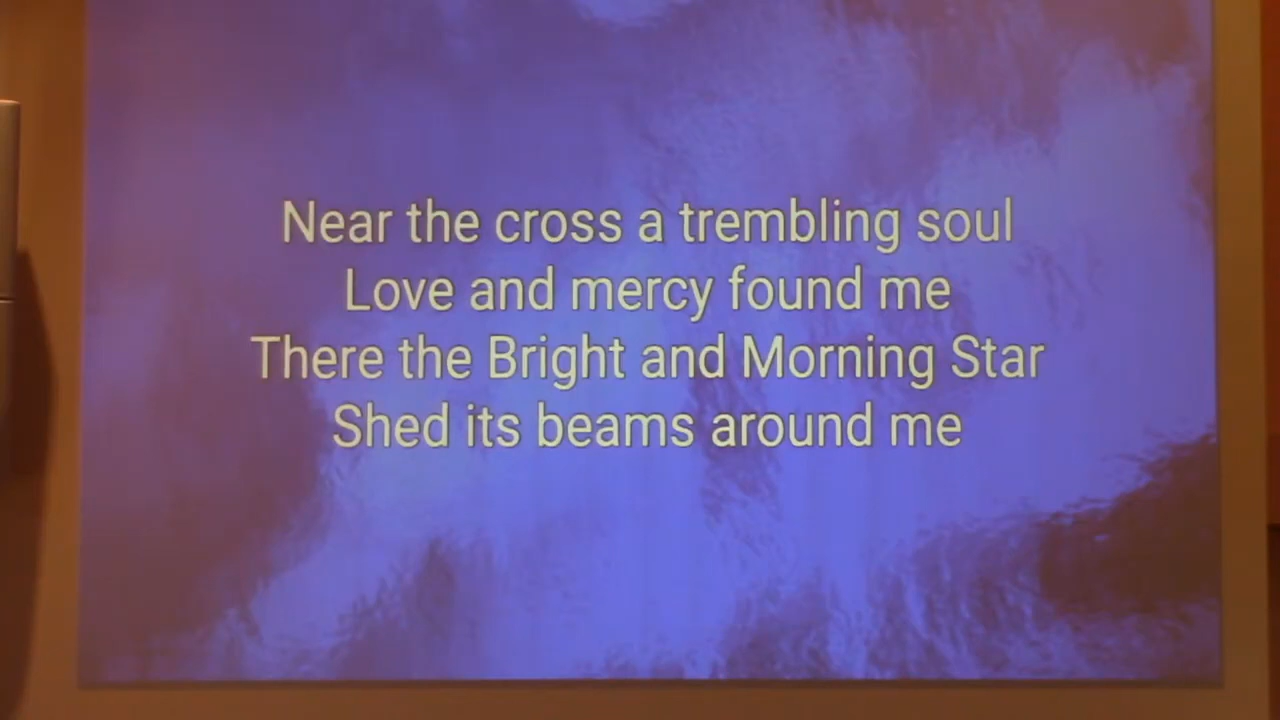 Near the cross a trembling soul
Love and mercy found me
There the Bright and Morning Star
Shed its beams around me